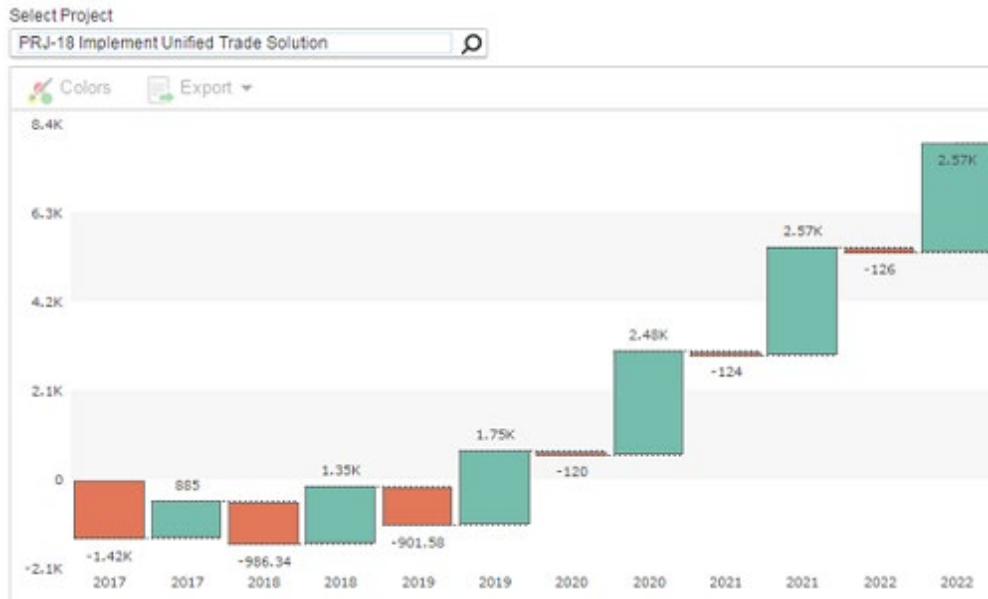 Select Project
PRJ-18 Implement Unified Trade Solution
Colors Export
8.4K
2.57K
6.3K
2.57K
-126
4.2K
2.48K
-124
2.1K
1.75K
-120
0 885 1.35K
-901.58
-1.42K -986.34
-2.1K
2017 2017 2018 2018 2019 2019 2020 2020 2021 2021 2022 2022